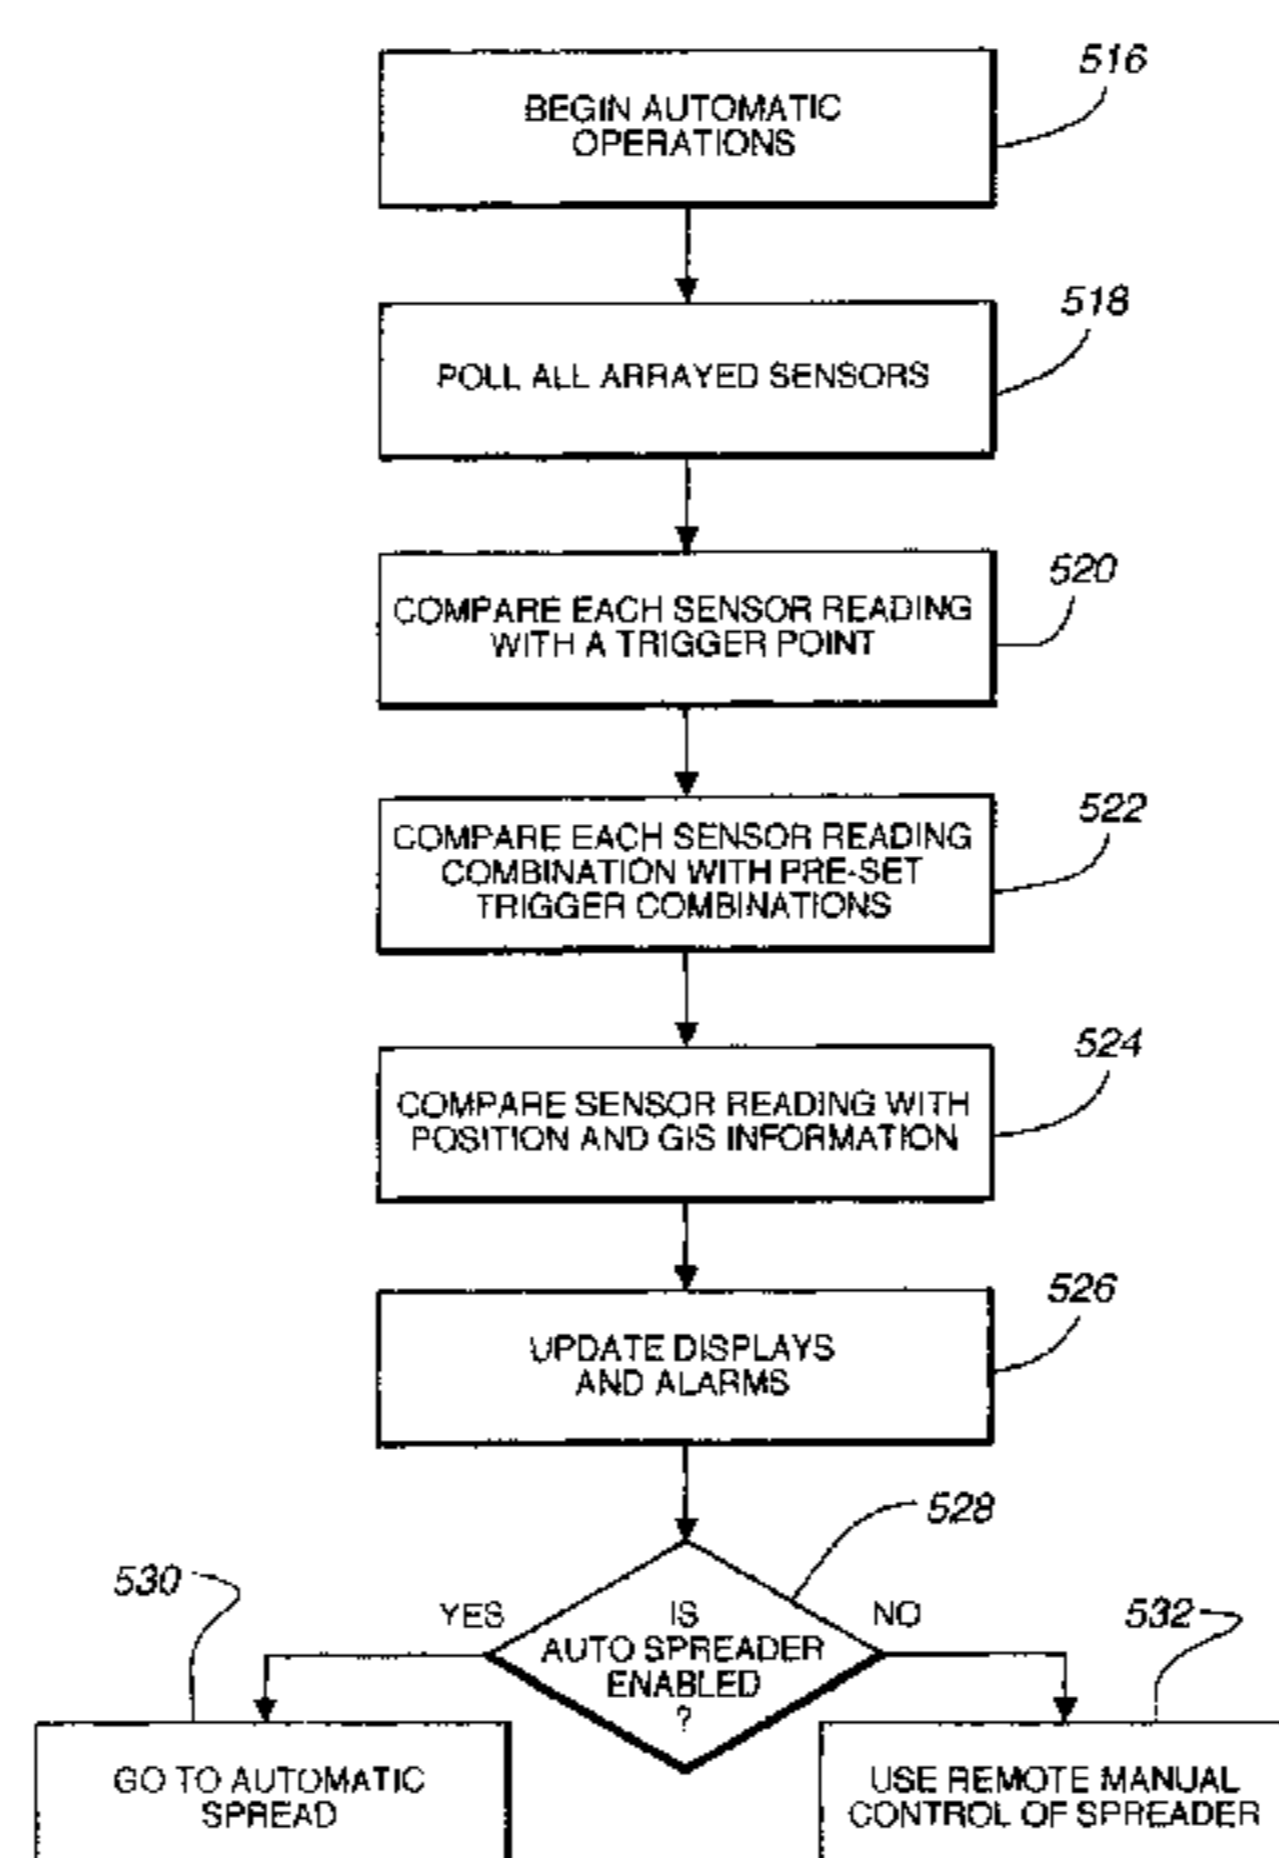 516
BEGIN AUTOMATIC
OPERATIONS
518
POLL ALL ARRAYED SENSORS
520
COMPARE EACH SENSOR READING
WITH A TRIGGER POINT
522
COMPARE EACH SENSOR READING
COMBINATION WITH PRE-SET
TRIGGER COMBINATIONS
524
COMPARE SENSOR READING WITH
POSITION AND GIS INFORMATION
526
UPDATE DISPLAYS
AND ALARMS
528
530
YES
IS
AUTO SPREADER
ENABLED
?
NO
532
GO TO AUTOMATIC
SPREAD
USE REMOTE MANUAL
CONTROL OF SPREADER